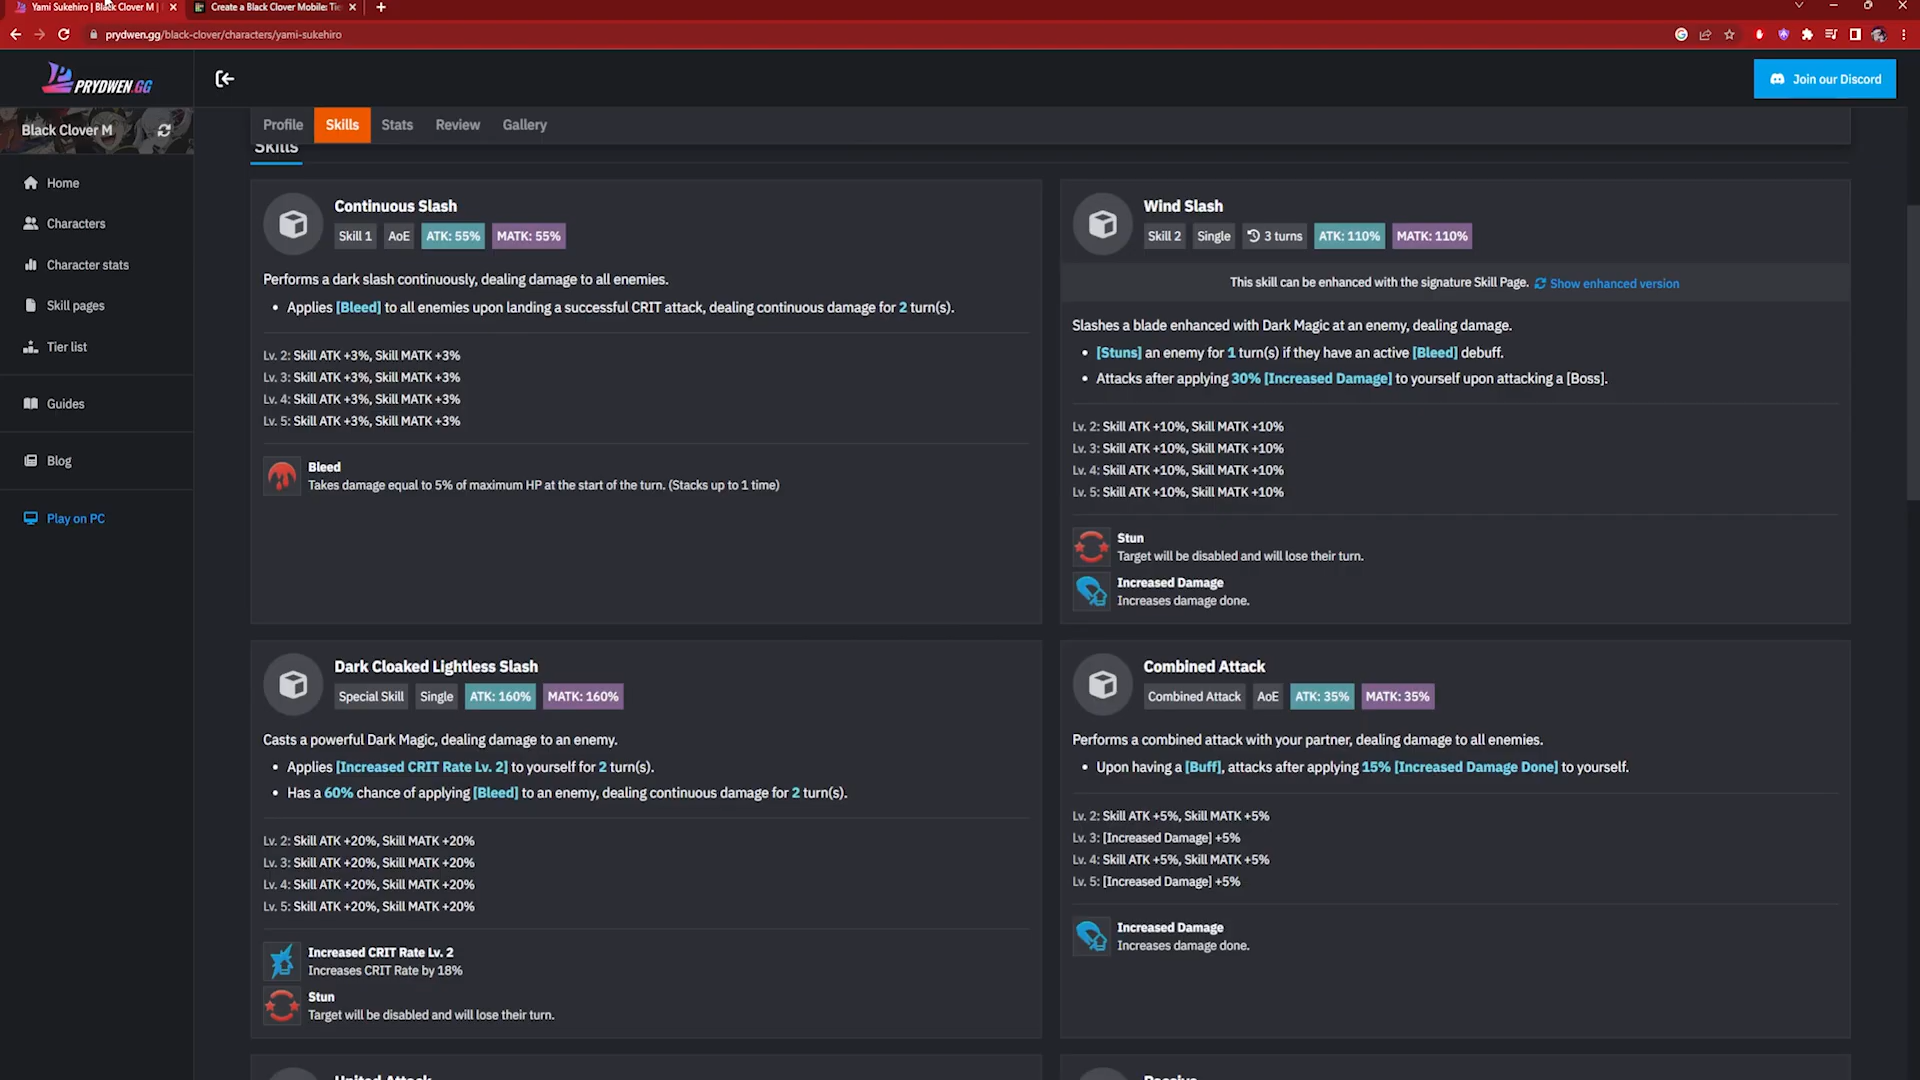 Yami Sukehiro | Black Clover M |
Create a Black Clover Mobile: Tie
prydwen.gg/black-clover/characters/yami-sukehiro
PRYDWEN.GG
Join our Discord
Black Clover M
Home
Characters
Character stats
Skill pages
Tier list
Guides
Blog
Play on PC
Profile
Skills
Stats
Review
Gallery
Skills
Continuous Slash
Skill 1
AoE
ATK: 55%
MATK: 55%
Performs a dark slash continuously, dealing damage to all enemies.
• Applies [Bleed] to all enemies upon landing a successful CRIT attack, dealing continuous damage for 2 turn(s).
Lv. 2: Skill ATK +3%, Skill MATK +3%
Lv. 3: Skill ATK +3%, Skill MATK +3%
Lv. 4: Skill ATK +3%, Skill MATK +3%
Lv. 5: Skill ATK +3%, Skill MATK +3%
Bleed
Takes damage equal to 5% of maximum HP at the start of the turn. (Stacks up to 1 time)
Wind Slash
Skill 2
Single
3 turns
ATK: 110%
MATK: 110%
This skill can be enhanced with the signature Skill Page. Show enhanced version
Slashes a blade enhanced with Dark Magic at an enemy, dealing damage.
• [Stuns] an enemy for 1 turn(s) if they have an active [Bleed] debuff.
• Attacks after applying 30% [Increased Damage] to yourself upon attacking a [Boss].
Lv. 2: Skill ATK +10%, Skill MATK +10%
Lv. 3: Skill ATK +10%, Skill MATK +10%
Lv. 4: Skill ATK +10%, Skill MATK +10%
Lv. 5: Skill ATK +10%, Skill MATK +10%
Stun
Target will be disabled and will lose their turn.
Increased Damage
Increases damage done.
Dark Cloaked Lightless Slash
Special Skill
Single
ATK: 160%
MATK: 160%
Casts a powerful Dark Magic, dealing damage to an enemy.
• Applies [Increased CRIT Rate Lv. 2] to yourself for 2 turn(s).
• Has a 60% chance of applying [Bleed] to an enemy, dealing continuous damage for 2 turn(s).
Lv. 2: Skill ATK +20%, Skill MATK +20%
Lv. 3: Skill ATK +20%, Skill MATK +20%
Lv. 4: Skill ATK +20%, Skill MATK +20%
Lv. 5: Skill ATK +20%, Skill MATK +20%
Increased CRIT Rate Lv. 2
Increases CRIT Rate by 18%
Stun
Target will be disabled and will lose their turn.
Combined Attack
Combined Attack
AoE
ATK: 35%
MATK: 35%
Performs a combined attack with your partner, dealing damage to all enemies.
• Upon having a [Buff], attacks after applying 15% [Increased Damage Done] to yourself.
Lv. 2: Skill ATK +5%, Skill MATK +5%
Lv. 3: [Increased Damage] +5%
Lv. 4: Skill ATK +5%, Skill MATK +5%
Lv. 5: [Increased Damage] +5%
Increased Damage
Increases damage done.
United Attack
Passive